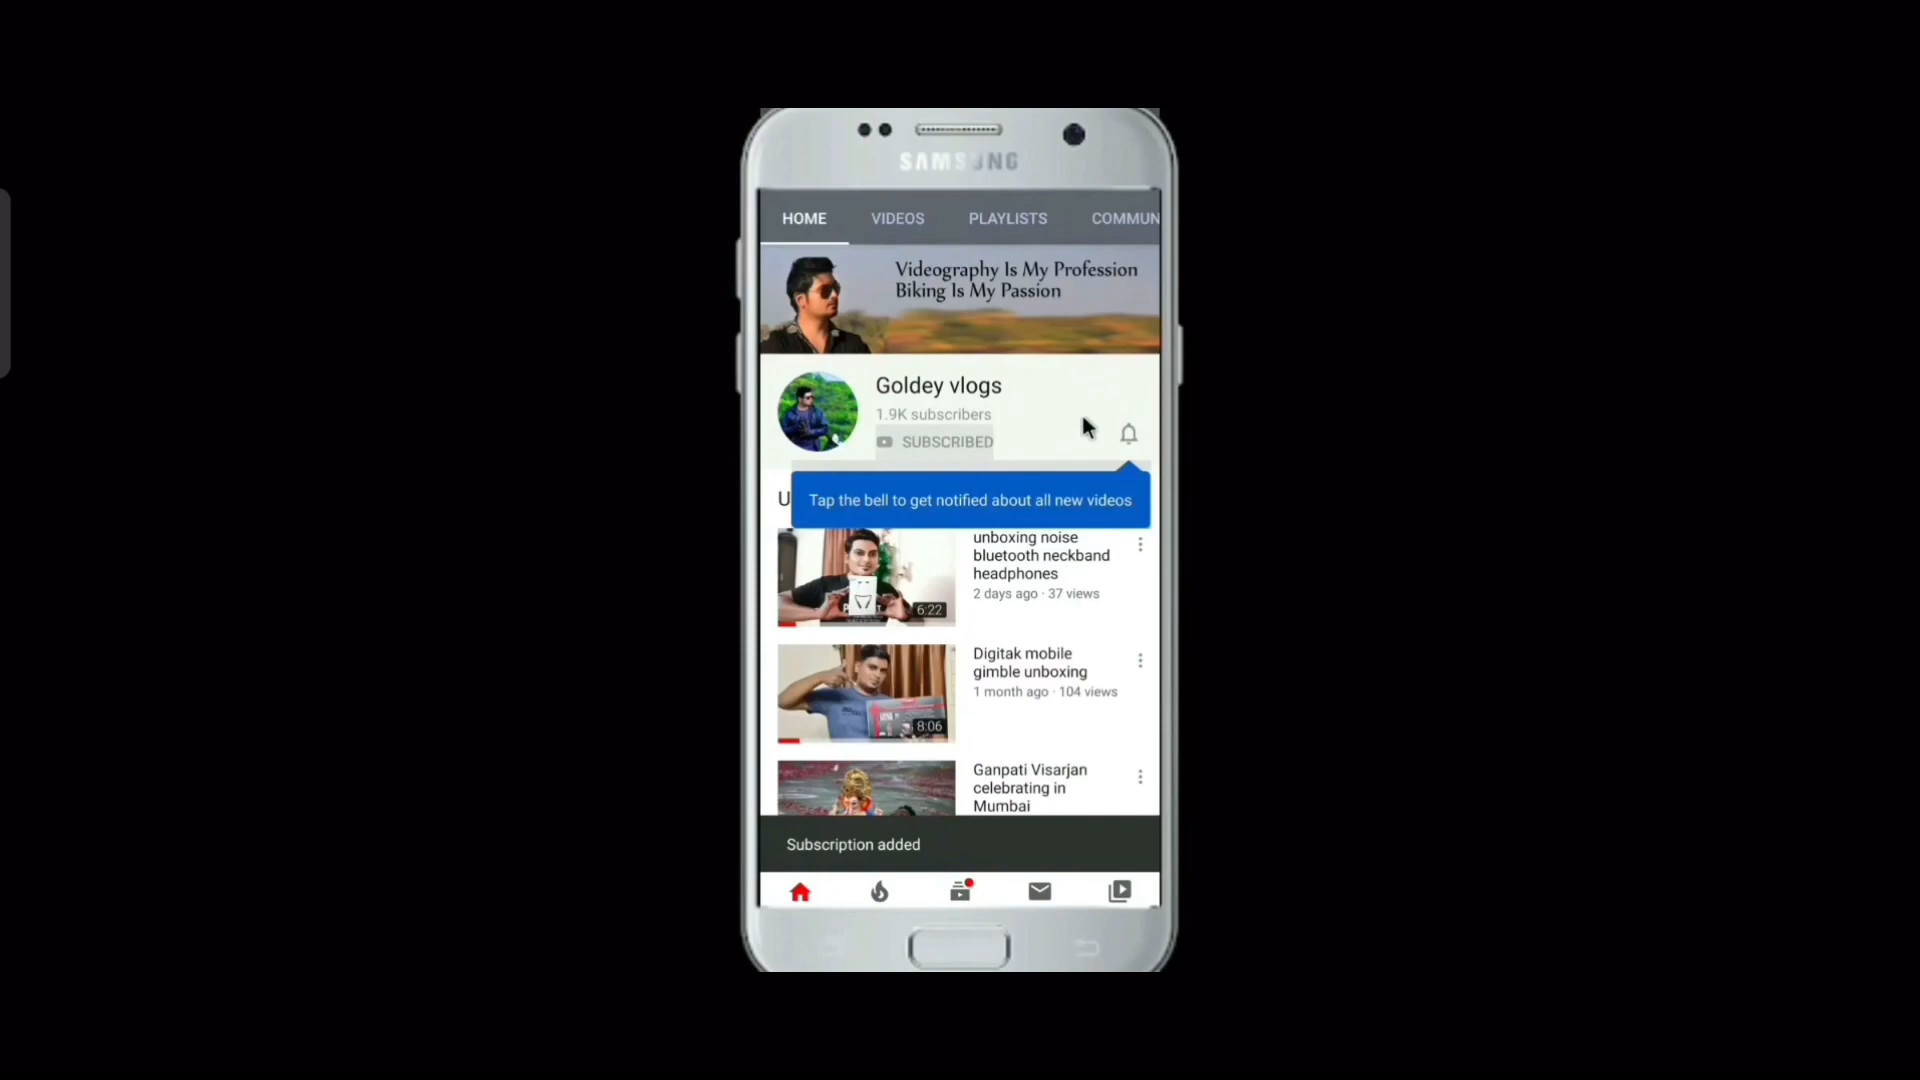 SAMSUNG
HOME VIDEOS PLAYLISTS COMMUN
Videography Is My Profession
Biking Is My Passion
Goldey vlogs
1.9K subscribers
SUBSCRIBED
U
Tap the bell to get notified about all new videos
unboxing noise
bluetooth neckband
headphones
2 days ago · 37 views
6:22
Digitak mobile
gimble unboxing
1 month ago · 104 views
8:06
Ganpati Visarjan
celebrating in
Mumbai
Subscription added